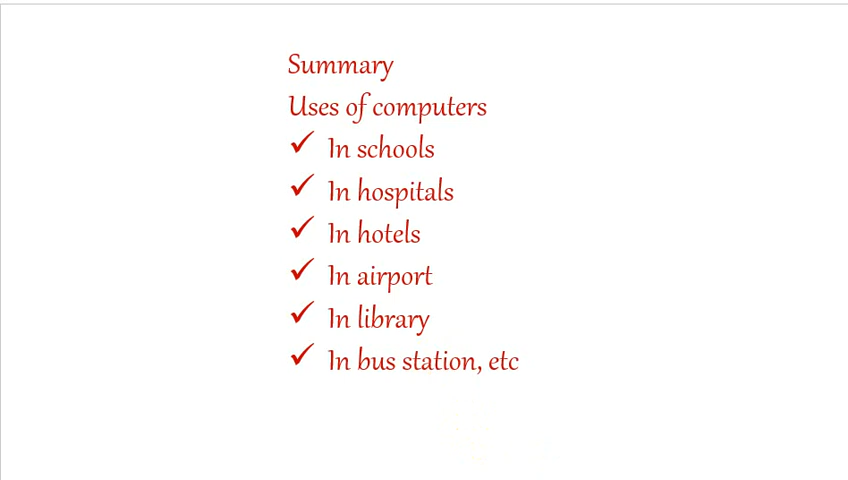 Summary
Uses of computers
✓ In schools
✓ In hospitals
✓ In hotels
✓ In airport
✓ In library
✓ In bus station, etc